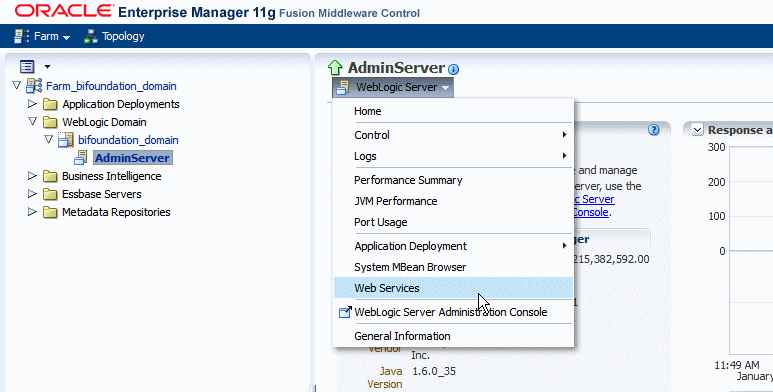 ORACLE Enterprise Manager 11g Fusion Middleware Control
Farm Topology
Farm_bifoundation_domain
Application Deployments
WebLogic Domain
bifoundation_domain
AdminServer
Business Intelligence
Essbase Servers
Metadata Repositories
AdminServer
WebLogic Server
Home
Control
Logs
Performance Summary
JVM Performance
Port Usage
Application Deployment
System MBean Browser
Web Services
WebLogic Server Administration Console
General Information
e and manage
erver, use the
ic Server
Console.
ger
215,382,592.00
1
Vendor Inc.
Java 1.6.0_35
Version
Response a
300
200
100
0
11:49 AM
January